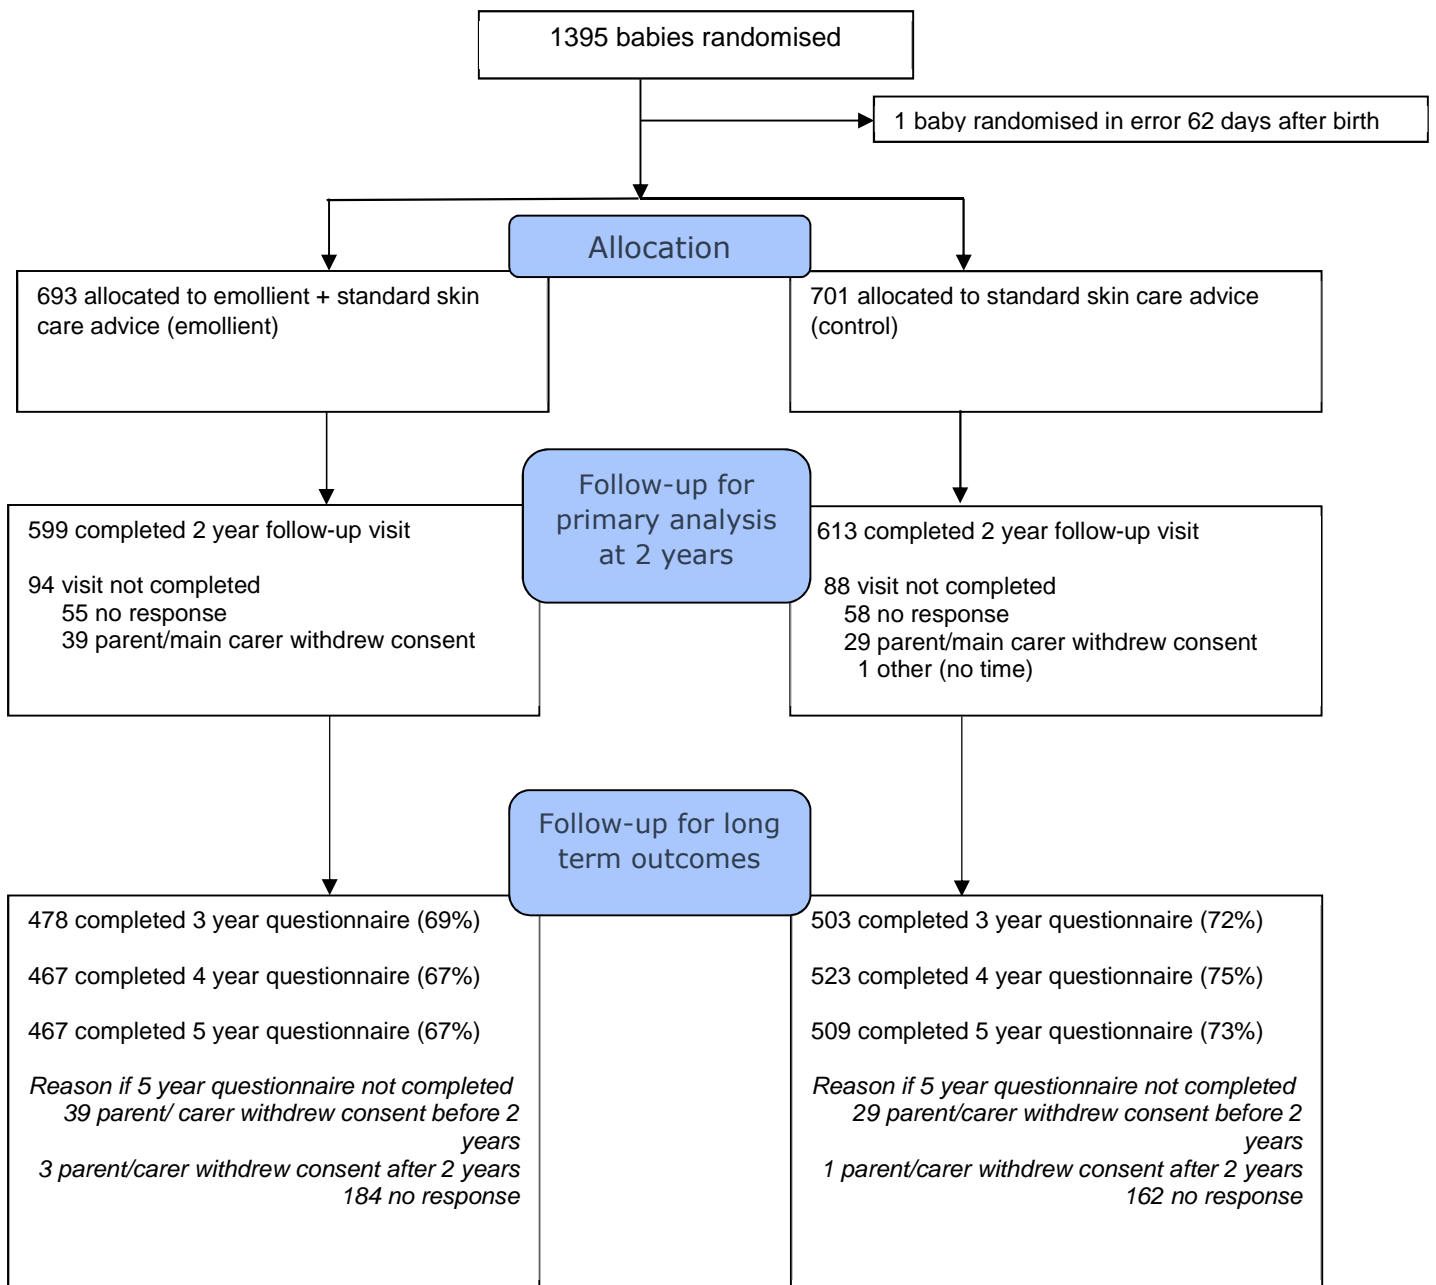 1395 babies randomised
1 baby randomised in error 62 days after birth
Allocation
693 allocated to emollient + standard skin
care advice (emollient)
701 allocated to standard skin care advice
(control)
Follow-up for
primary analysis
at 2 years
599 completed 2 year follow-up visit
94 visit not completed
55 no response
39 parent/main carer withdrew consent
613 completed 2 year follow-up visit
88 visit not completed
58 no response
29 parent/main carer withdrew consent
1 other (no time)
Follow-up for long
term outcomes
478 completed 3 year questionnaire (69%)
467 completed 4 year questionnaire (67%)
467 completed 5 year questionnaire (67%)
Reason if 5 year questionnaire not completed
39 parent/ carer withdrew consent before 2
years
3 parent/carer withdrew consent after 2 years
184 no response
503 completed 3 year questionnaire (72%)
523 completed 4 year questionnaire (75%)
509 completed 5 year questionnaire (73%)
Reason if 5 year questionnaire not completed
29 parent/carer withdrew consent before 2
years
1 parent/carer withdrew consent after 2 years
162 no response